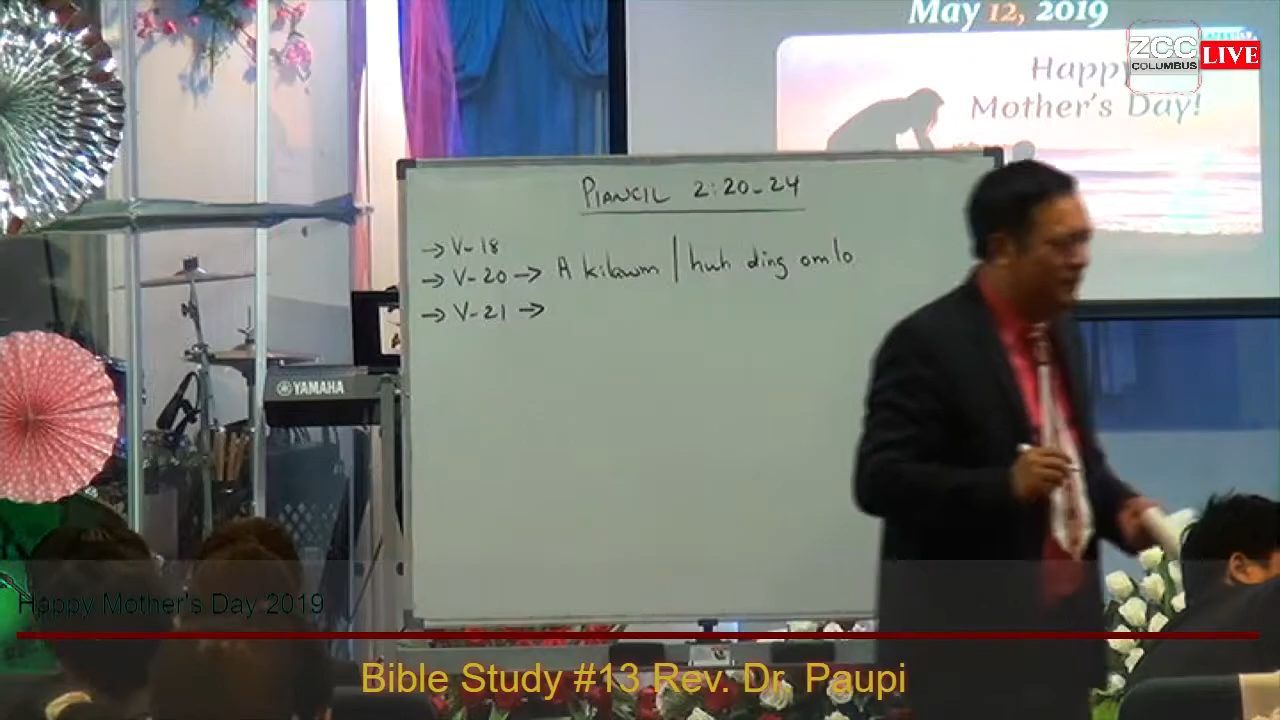 May 12, 2019
ZCC
COLUMBUS
LIVE
Happy
Mother's Day!
PIANCIL 2:20-24
→ V-18
→ V-20 → A kilawm / huh ding om lo
→ V-21 →
YAMAHA
Happy Mother's Day 2019
Bible Study #13 Rev. Dr. Paupi